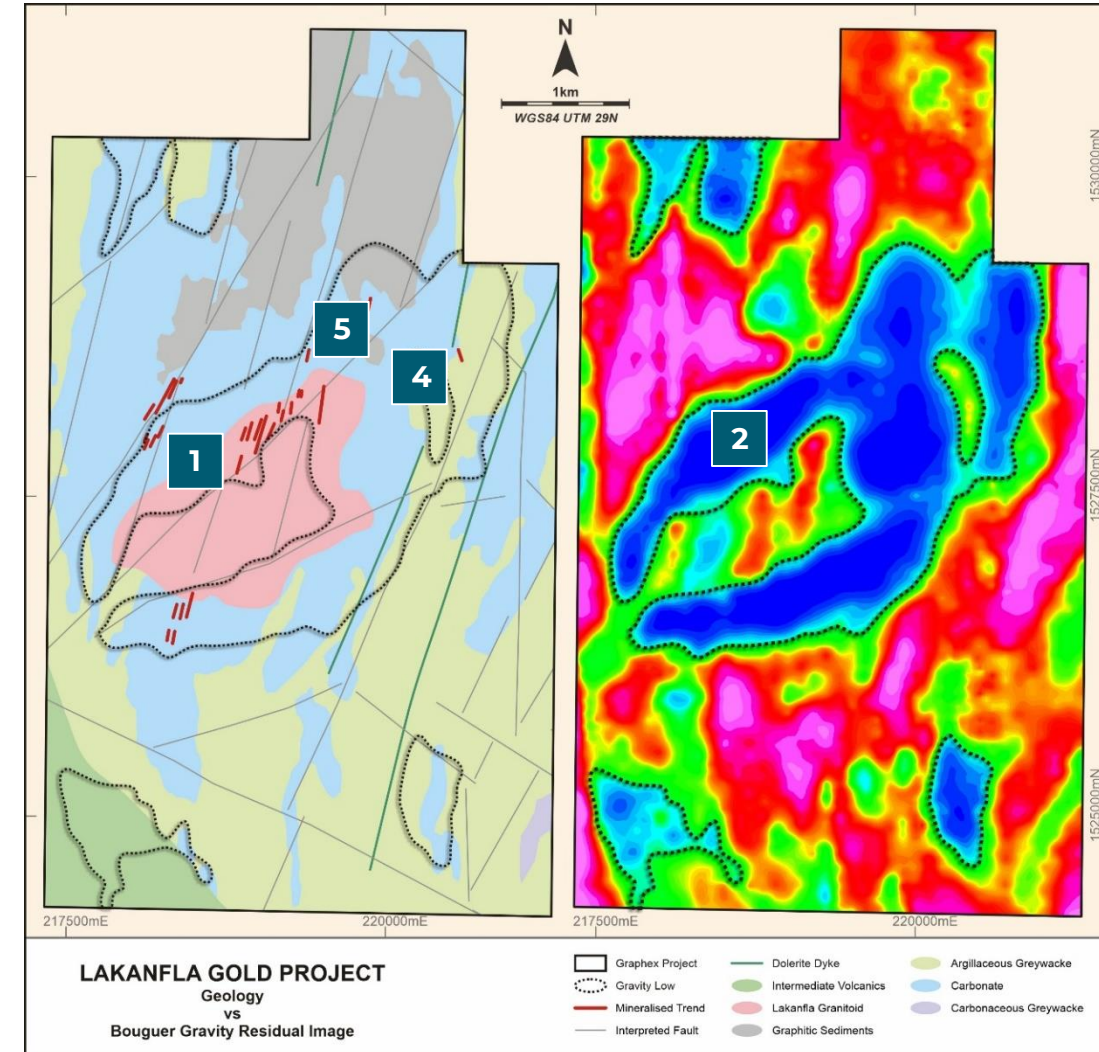 N
1km
WGS84 UTM 29N
5
4
1
2
1530000mN
1527500mN
1525000mN
217500mE
220000mE
217500mE
220000mE
LAKANFLA GOLD PROJECT
Geology
vs
Bouguer Gravity Residual Image
Graphex Project
Gravity Low
Mineralised Trend
Interpreted Fault
Dolerite Dyke
Intermediate Volcanics
Lakanfla Granitoid
Graphitic Sediments
Argillaceous Greywacke
Carbonate
Carbonaceous Greywacke